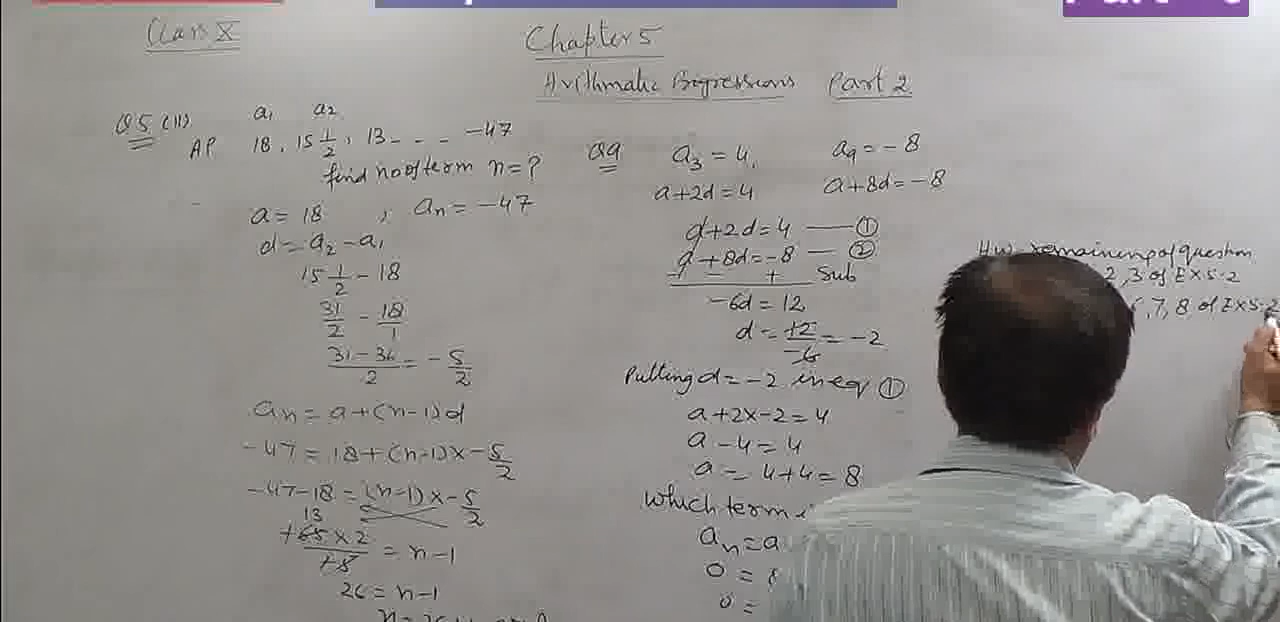 Class X
Chapter 5
Arithmatic Progressions Part 2
Q5 (11)
a₁ a₂
AP 18, 15 1/2, 13 - - - -47
find no of term n = ?
a = 18 , aₙ = -47
d = a₂ - a₁
15 1/2 - 18
31/2 - 18/1
31-36/2 = -5/2
aₙ = a + (n-1)d
-47 = 18 + (n-1) x -5/2
-47-18 = (n-1) x -5/2
13
+65 x 2/+5 = n-1
26 = n-1
Q9 a₃ = 4, a₉ = -8
a+2d = 4 a+8d = -8
a+2d = 4 — ①
a+8d = -8 — ②
- - + Sub
-6d = 12
d = +12/-6 = -2
Putting d = -2 in eq ①
a+2x-2 = 4
a-4 = 4
a = 4+4 = 8
Which term
aₙ = a
0 = 8
0 =
H.W. remaining of question
2, 3 of Ex 5.2
, 7, 8 of Ex 5.2